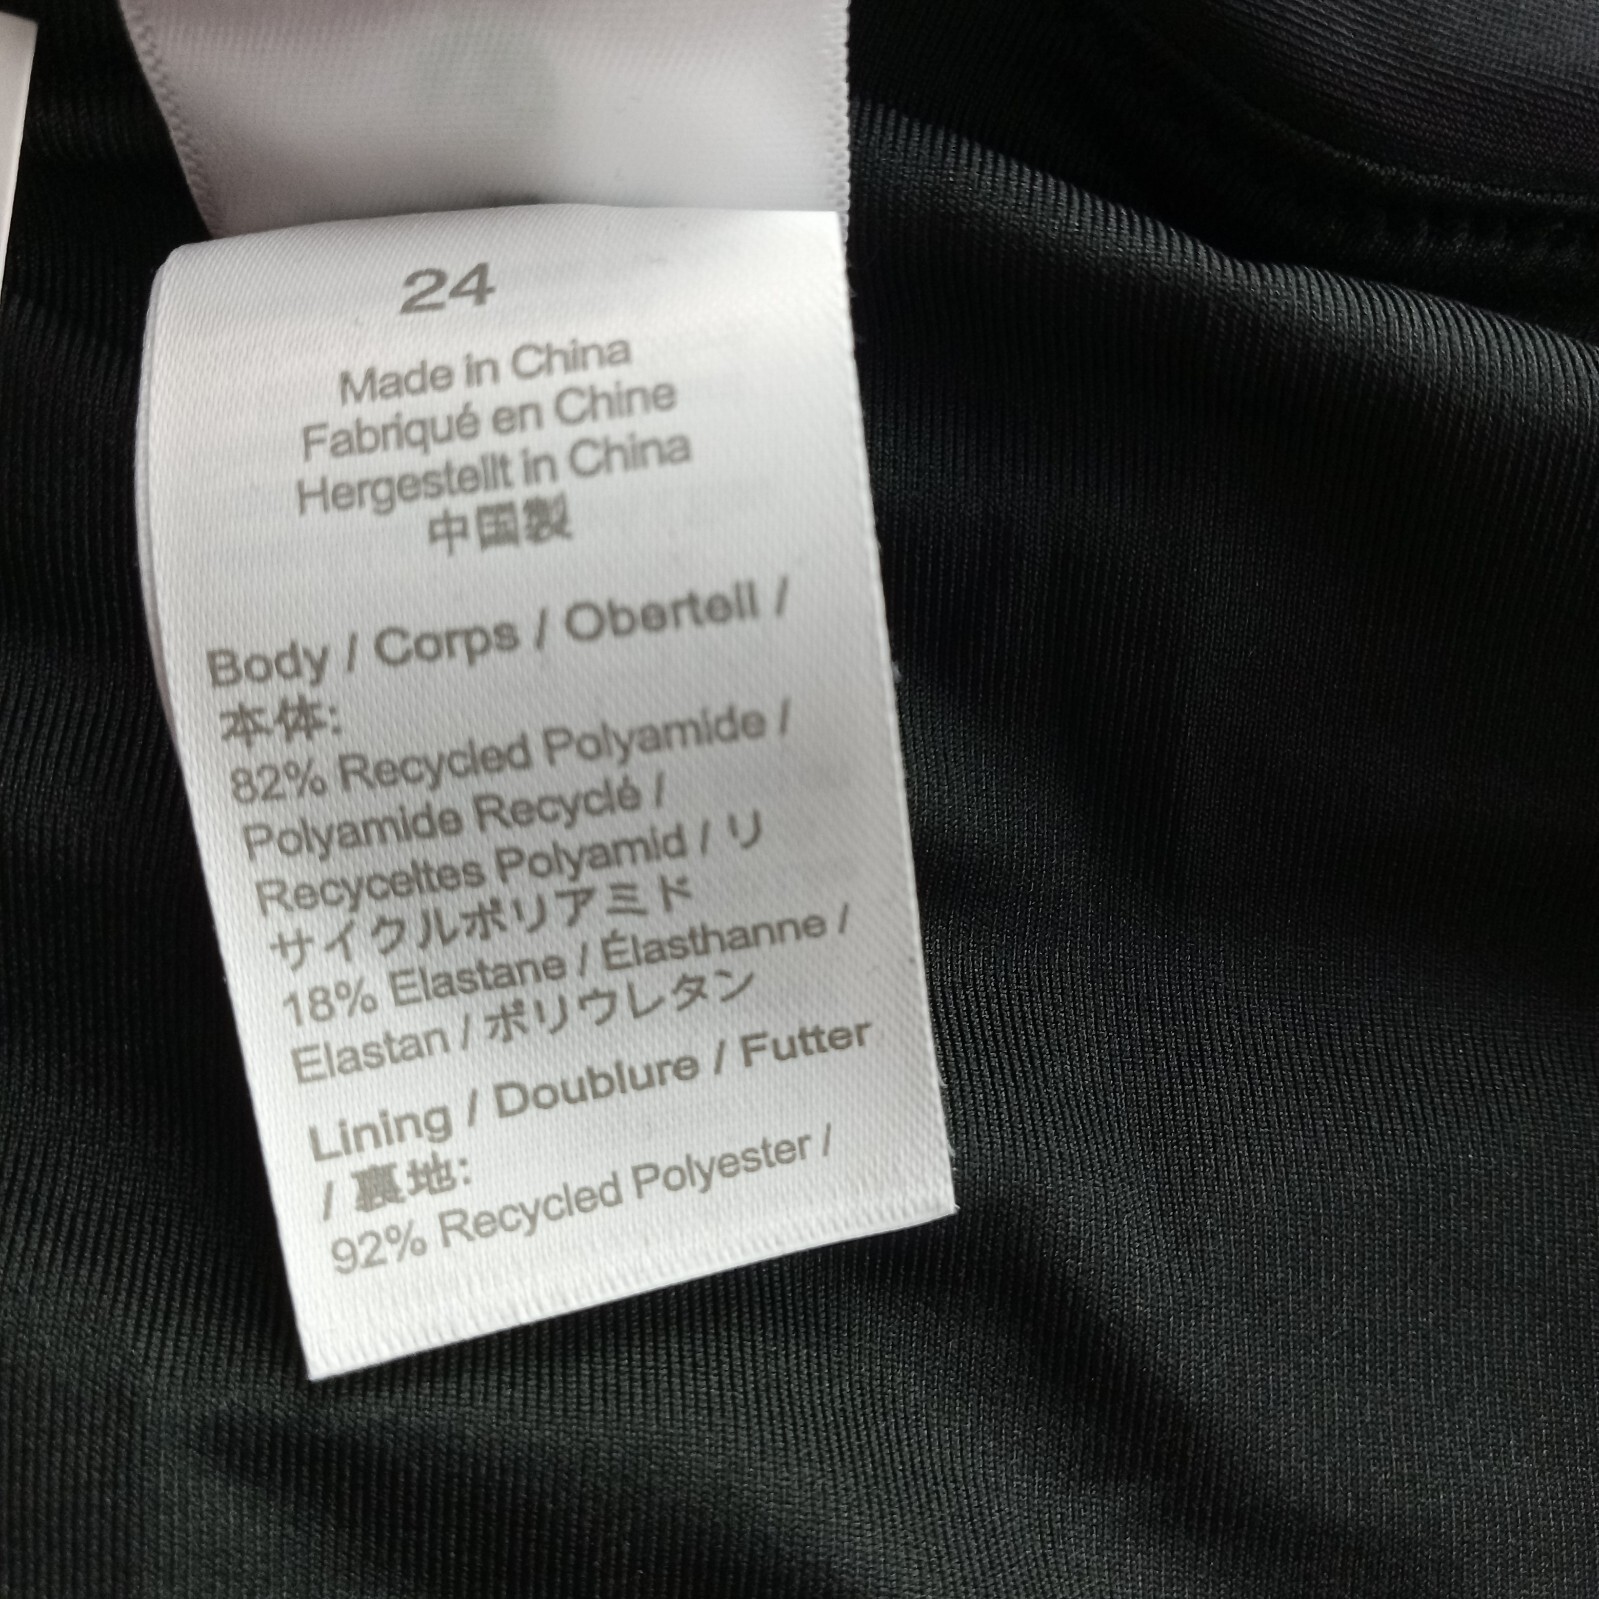 24
Made in China
Fabriqué en Chine
Hergestellt in China
中国製
Body / Corps / Oberteil /
本体:
82% Recycled Polyamide /
Polyamide Recyclé /
Recyceltes Polyamid / リ
サイクルポリアミド
18% Elastane / Élasthanne /
Elastan / ポリウレタン
Lining / Doublure / Futter
/ 裏地:
92% Recycled Polyester /